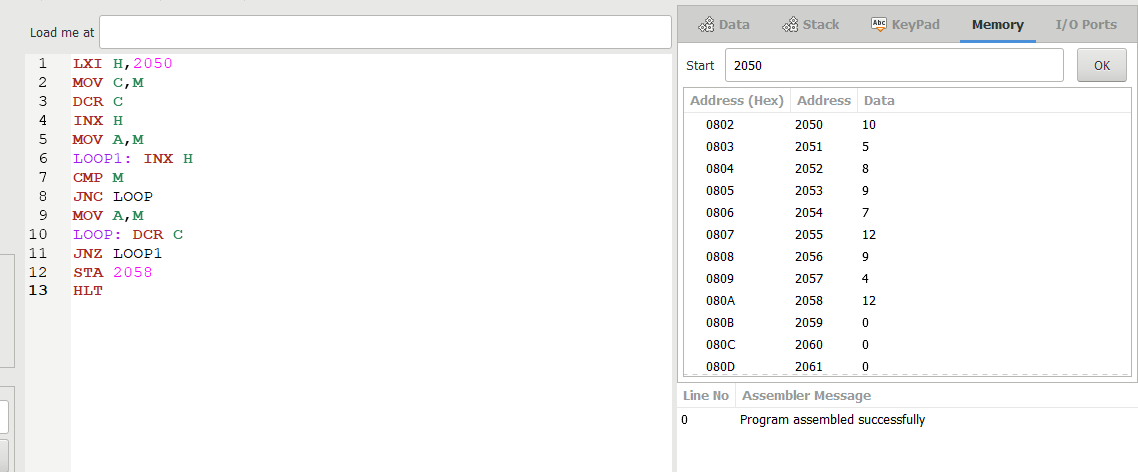 Load me at
1 LXI H,2050
2 MOV C,M
3 DCR C
4 INX H
5 MOV A,M
6 LOOP1: INX H
7 CMP M
8 JNC LOOP
9 MOV A,M
10 LOOP: DCR C
11 JNZ LOOP1
12 STA 2058
13 HLT
Data Stack Abc KeyPad Memory I/O Ports
Start 2050 OK
Address (Hex) Address Data
0802 2050 10
0803 2051 5
0804 2052 8
0805 2053 9
0806 2054 7
0807 2055 12
0808 2056 9
0809 2057 4
080A 2058 12
080B 2059 0
080C 2060 0
080D 2061 0
Line No Assembler Message
0 Program assembled successfully